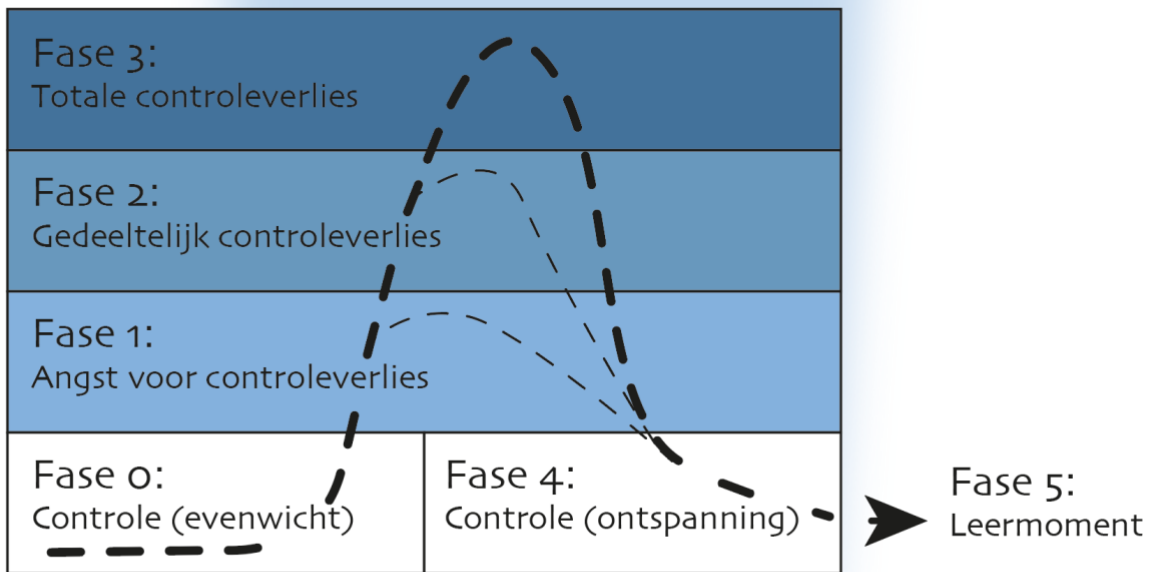 Fase 3:
Totale controleverlies
Fase 2:
Gedeeltelijk controleverlies
Fase 1:
Angst voor controleverlies
Fase 0:
Controle (evenwicht)
Fase 4:
Controle (ontspanning)
Fase 5:
Leermoment